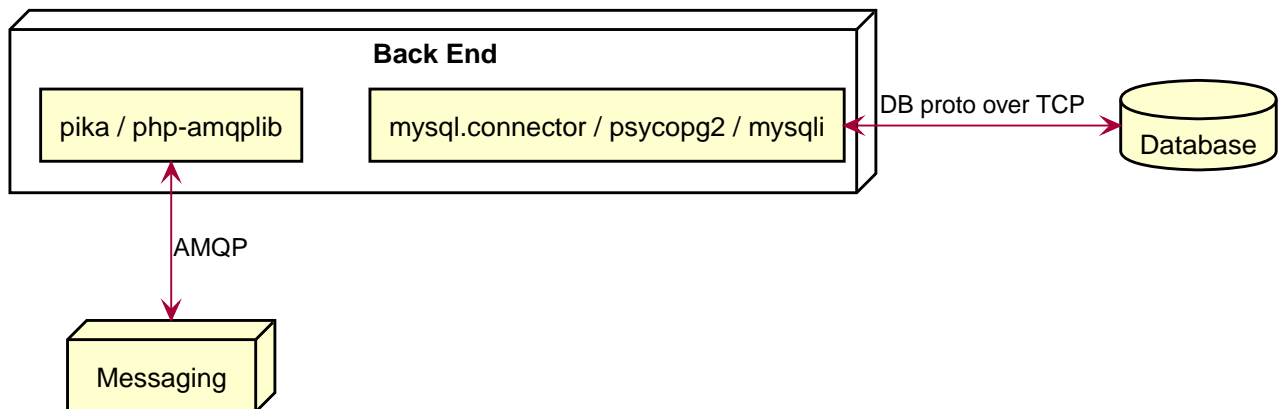 Back End
pika / php-amqplib
mysql.connector / psycopg2 / mysqli
DB proto over TCP
Database
AMQP
Messaging